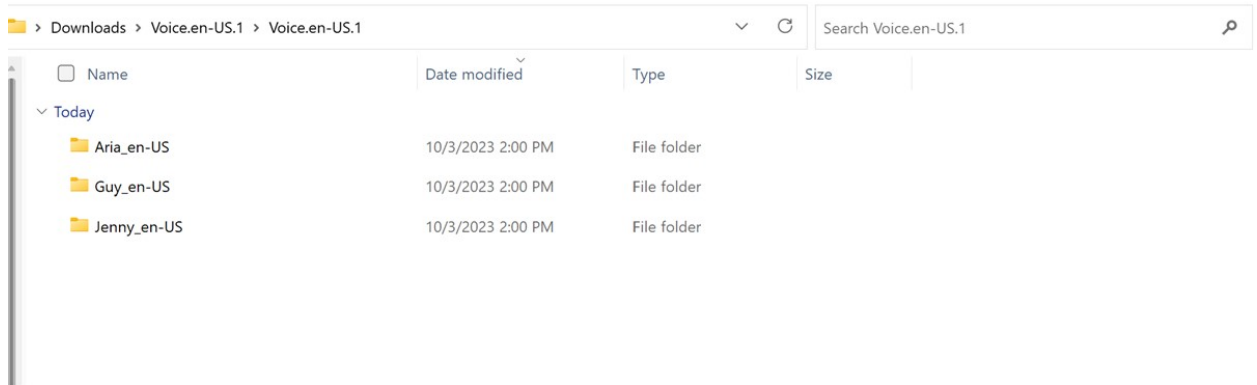 Downloads > Voice.en-US.1 > Voice.en-US.1 Search Voice.en-US.1
Name Date modified Type Size
Today
Aria_en-US 10/3/2023 2:00 PM File folder
Guy_en-US 10/3/2023 2:00 PM File folder
Jenny_en-US 10/3/2023 2:00 PM File folder